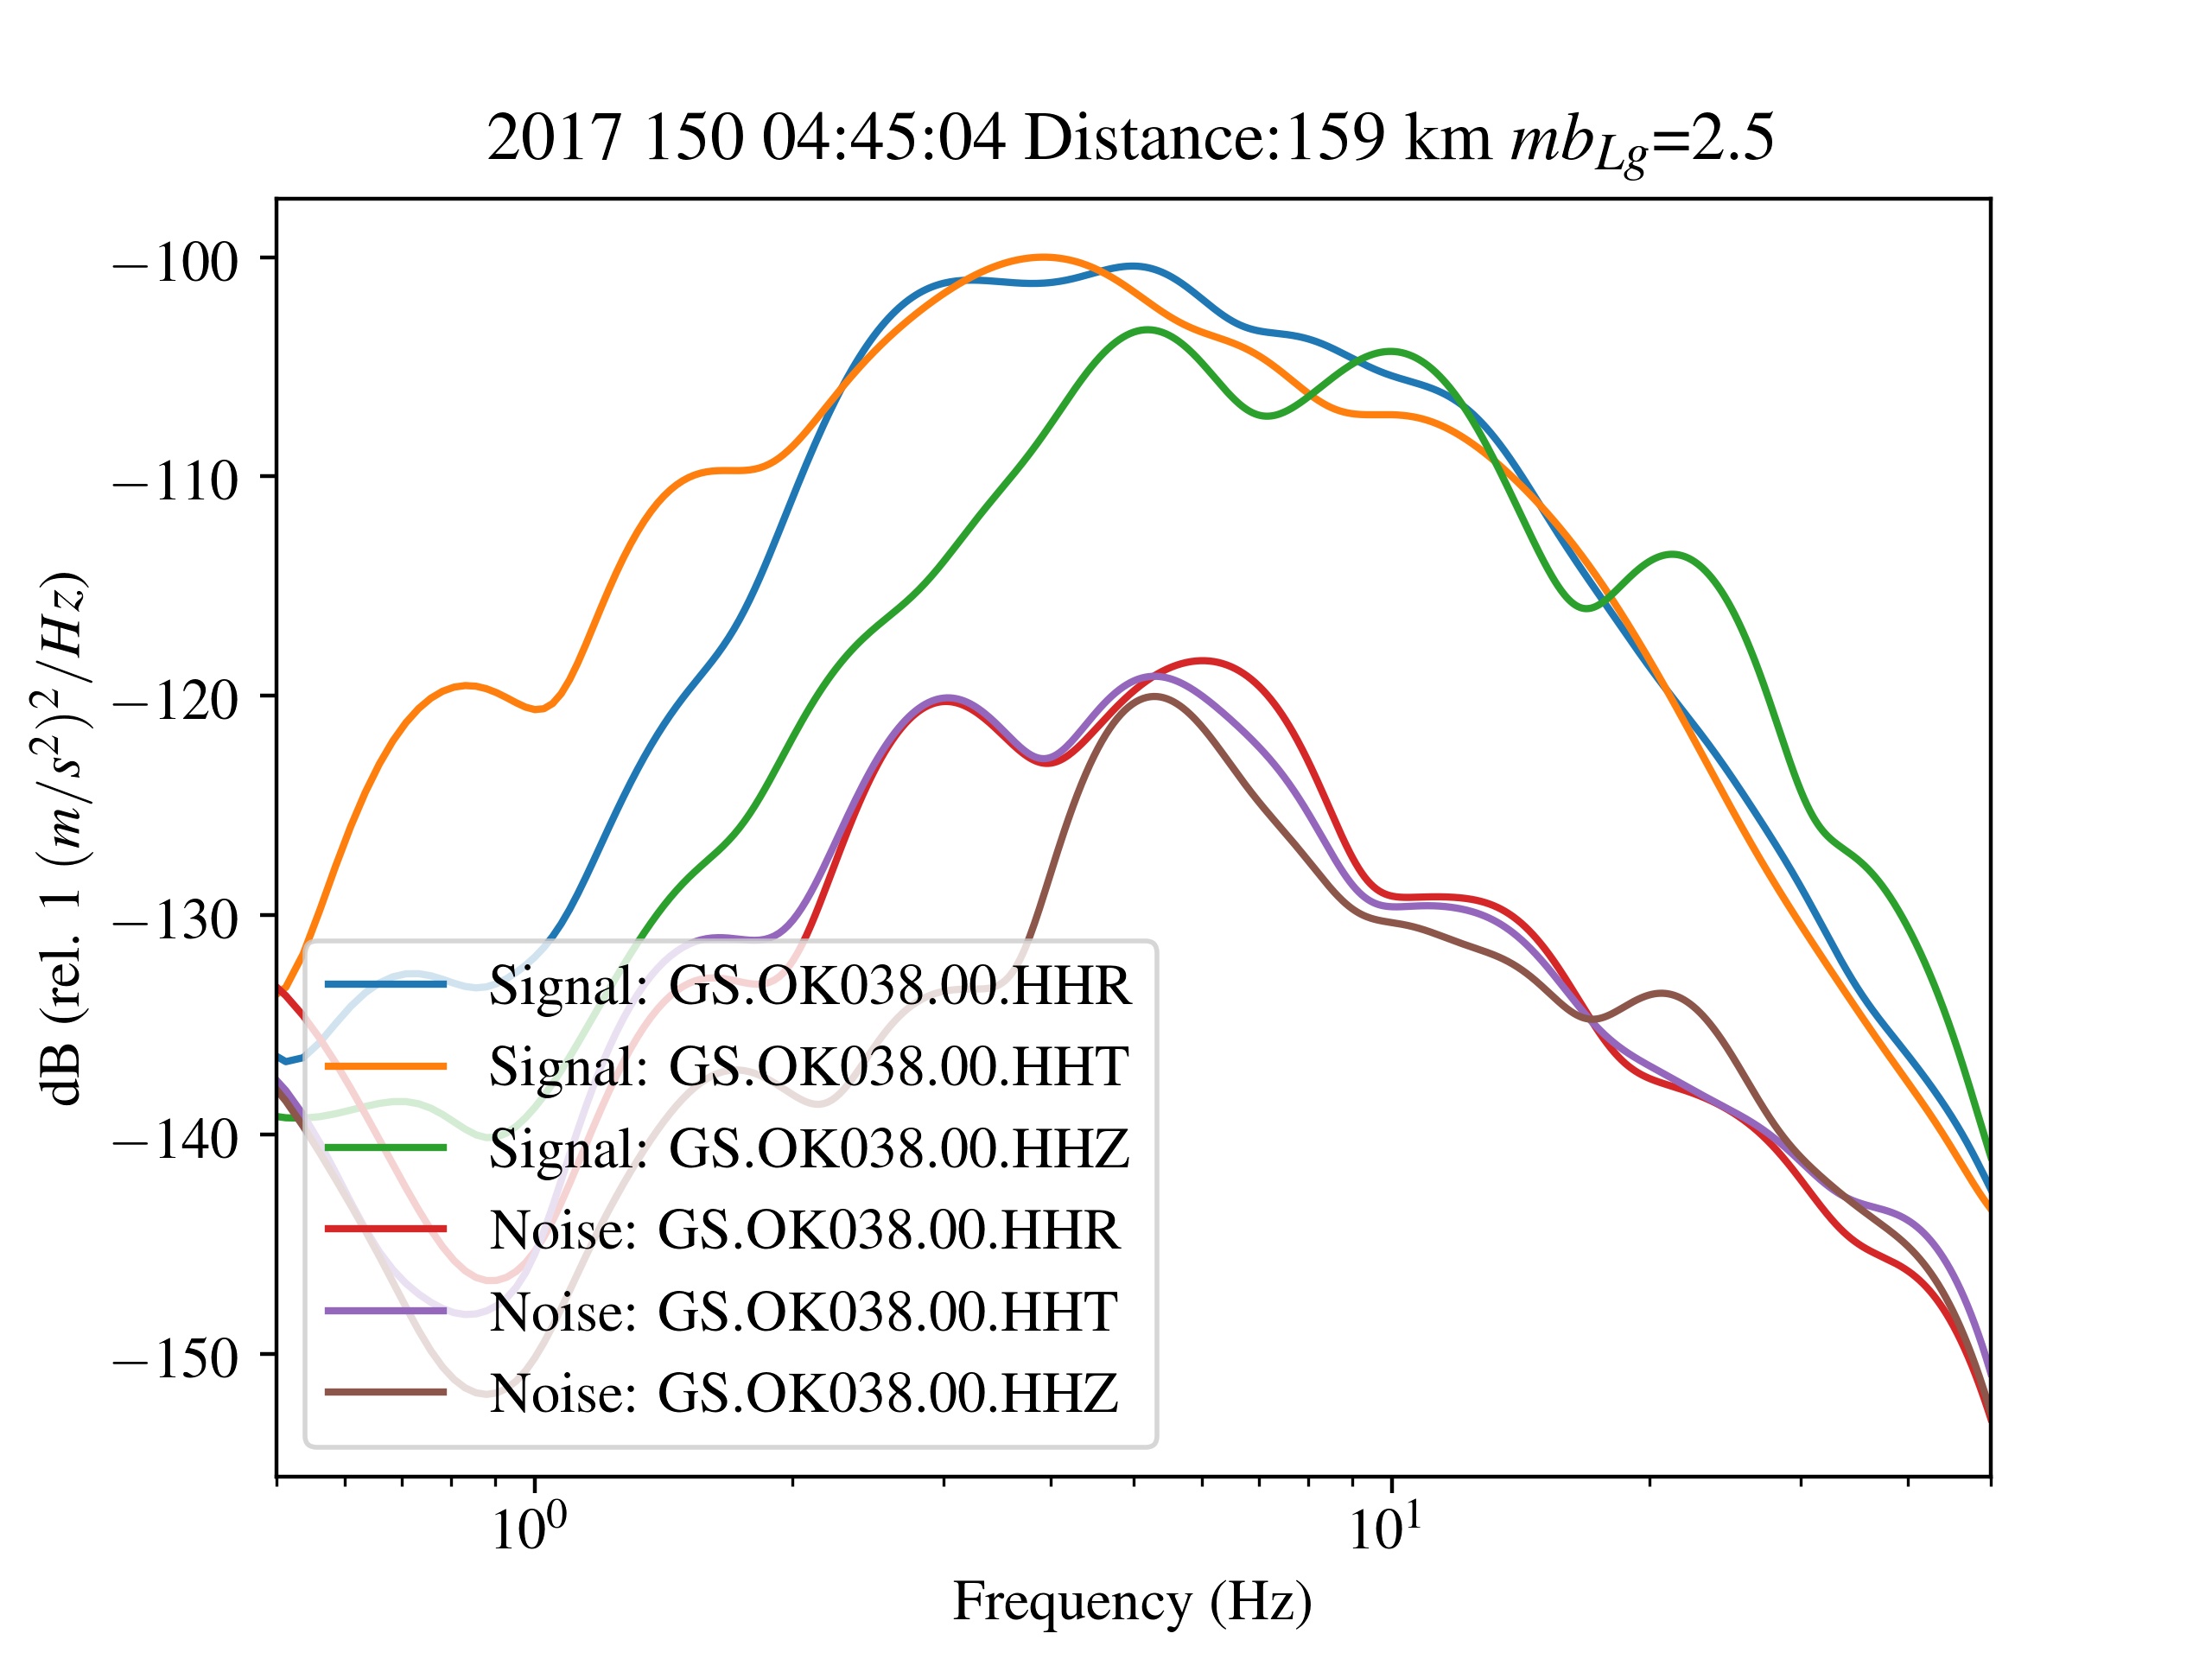 2017 150 04:45:04 Distance:159 km mb_Lg=2.5
dB (rel. 1 (m/s²)²/Hz)
−100
−110
−120
−130
−140
−150
Signal: GS.OK038.00.HHR
Signal: GS.OK038.00.HHT
Signal: GS.OK038.00.HHZ
Noise: GS.OK038.00.HHR
Noise: GS.OK038.00.HHT
Noise: GS.OK038.00.HHZ
10⁰ 10¹
Frequency (Hz)